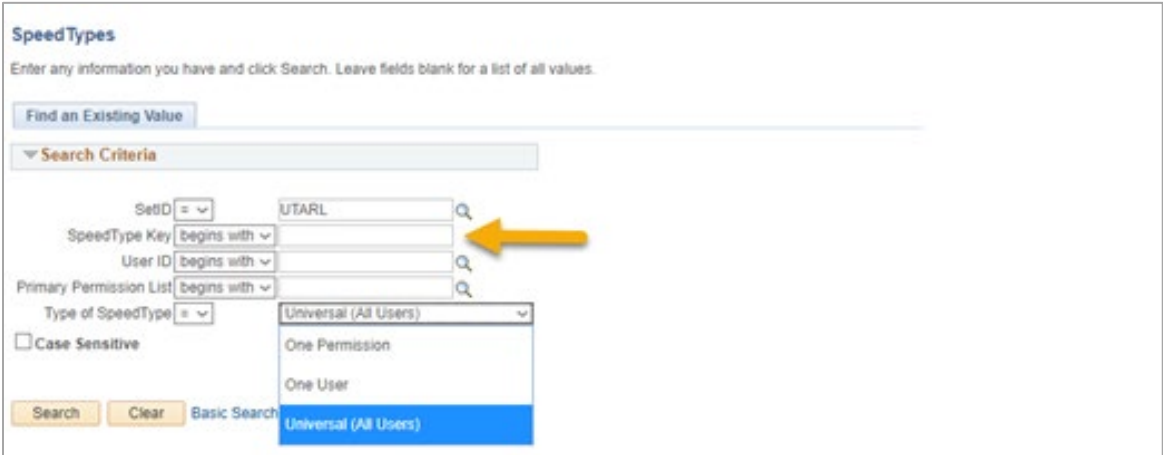 SpeedTypes
Enter any information you have and click Search. Leave fields blank for a list of all values.
Find an Existing Value
Search Criteria
SetID = UTARL
SpeedType Key begins with
User ID begins with
Primary Permission List begins with
Type of SpeedType = Universal (All Users)
Case Sensitive
One Permission
One User
Universal (All Users)
Search Clear Basic Search